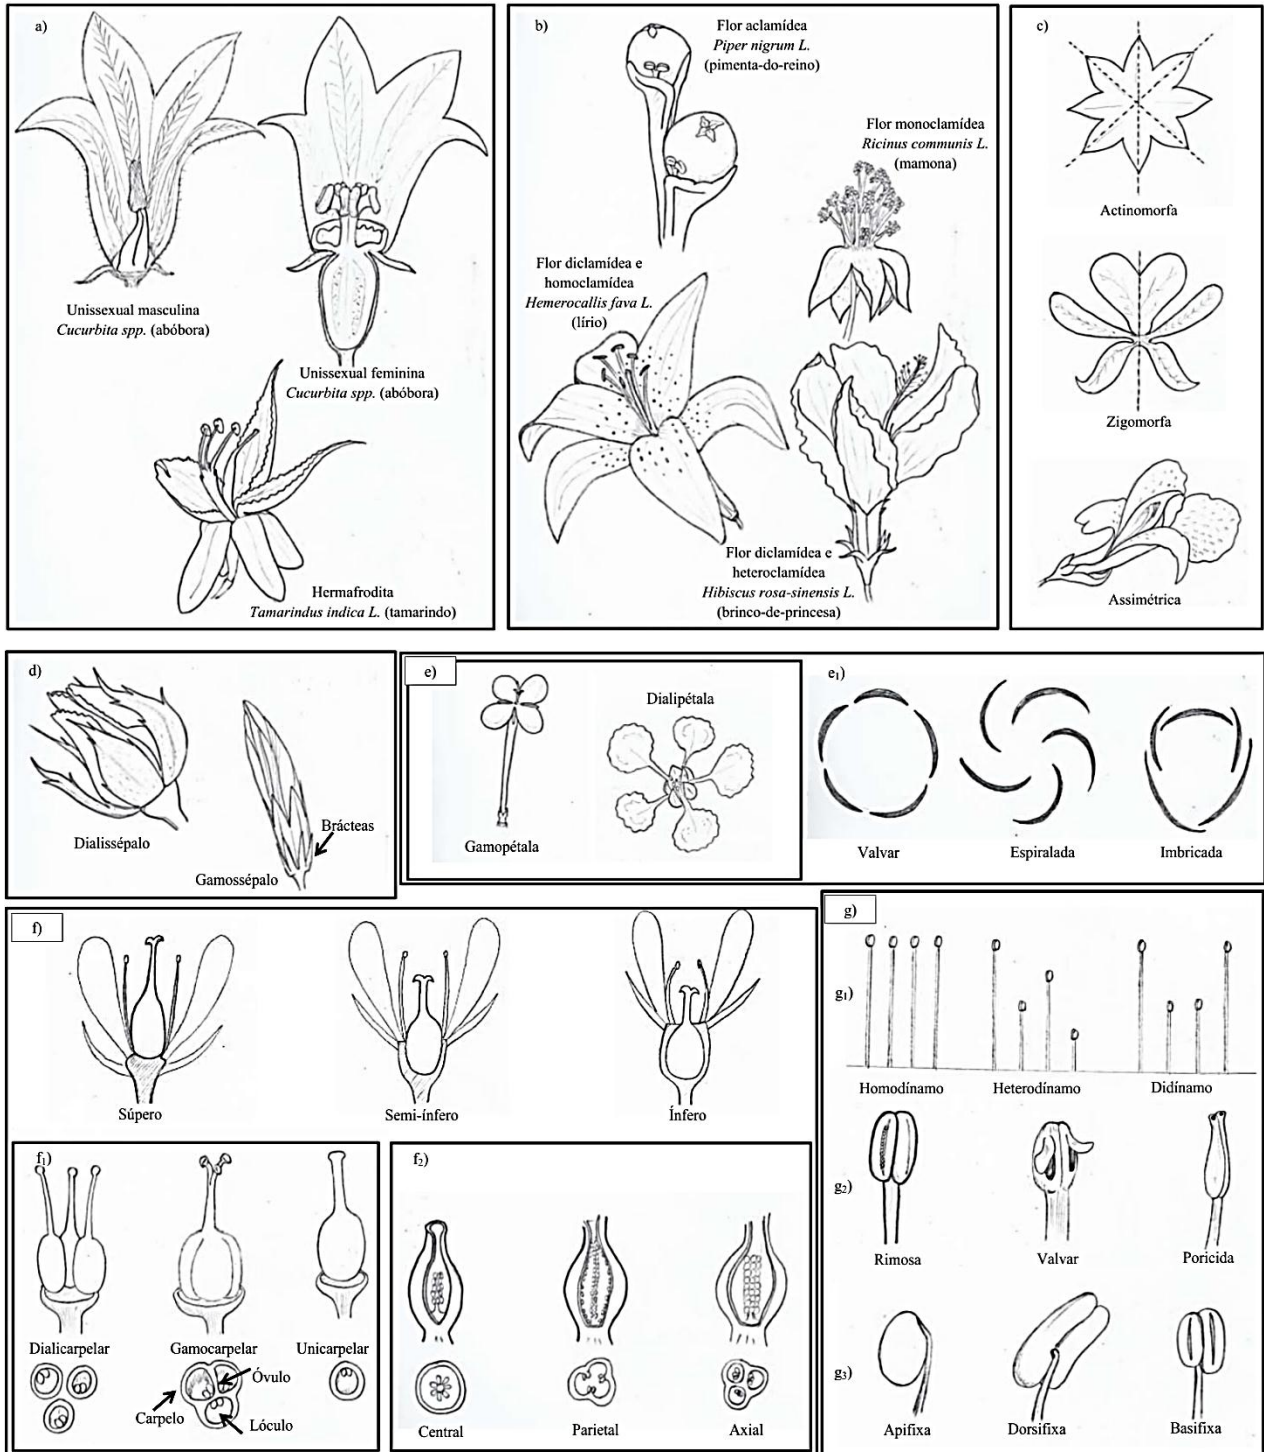 a)
Unissexual masculina
Cucurbita spp. (abóbora)
Unissexual feminina
Cucurbita spp. (abóbora)
Hermafrodita
Tamarindus indica L. (tamarindo)
b)
Flor aclamídea
Piper nigrum L.
(pimenta-do-reino)
Flor monoclamídea
Ricinus communis L.
(mamona)
Flor diclamídea e
homoclamídea
Hemerocallis fava L.
(lírio)
Flor diclamídea e
heteroclamídea
Hibiscus rosa-sinensis L.
(brinco-de-princesa)
c)
Actinomorfa
Zigomorfa
Assimétrica
d)
Dialissépalo
Brácteas
Gamossépalo
e)
Dialipétala
Gamopétala
e₁)
Valvar
Espiralada
Imbricada
f)
Súpero
Semi-ínfero
Ínfero
f₁)
Dialicarpelar
Gamocarpelar
Unicarpelar
Óvulo
Carpelo
Lóculo
f₂)
Central
Parietal
Axial
g)
g₁)
Homodínamo
Heterodínamo
Didínamo
g₂)
Rimosa
Valvar
Poricida
g₃)
Apifixa
Dorsifixa
Basifixa